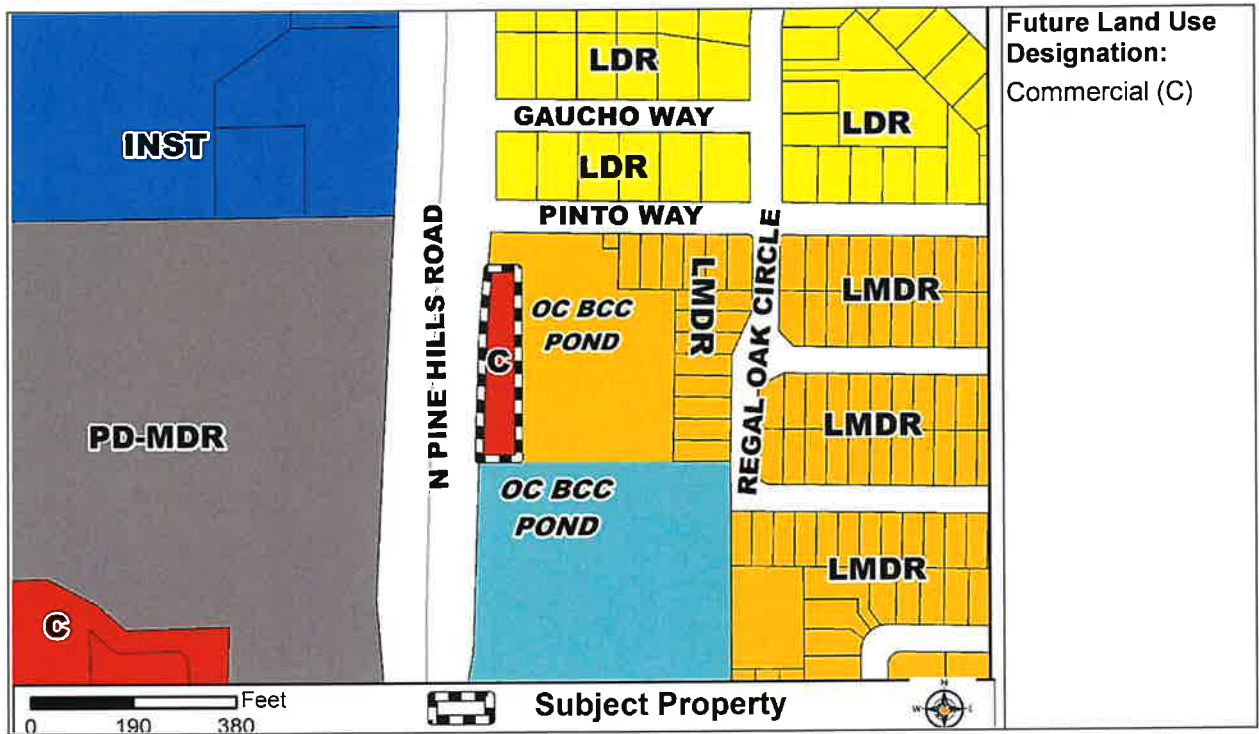 Future Land Use
Designation:
Commercial (C)
LDR
GAUCHO WAY
LDR
INST
LDR
PINTO WAY
N PINE HILLS ROAD
REGAL OAK CIRCLE
LMDR
LMDR
OC BCC
POND
C
PD-MDR
LMDR
OC BCC
POND
LMDR
C
Feet
0 190 380
Subject Property
N
W
E
S